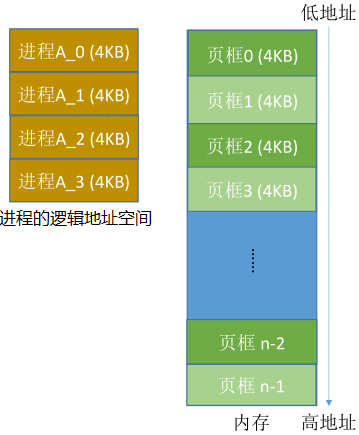 低地址
进程A_0 (4KB)
进程A_1 (4KB)
进程A_2 (4KB)
进程A_3 (4KB)
进程的逻辑地址空间
页框0 (4KB)
页框1 (4KB)
页框2 (4KB)
页框3 (4KB)
……
页框 n-2
页框 n-1
内存
高地址